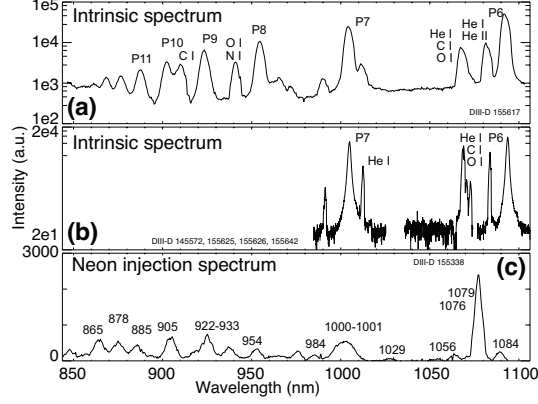 1e5
Intrinsic spectrum
P11
P10
C I
P9
O I
N I
P8
P7
He I
C I
O I
He I
He II
P6
1e4
1e3
1e2
(a)
DIII-D 155617
2e4
Intrinsic spectrum
P7
He I
He I
C I
O I
P6
Intensity (a.u.)
2e1
(b)
DIII-D 145572, 155625, 155626, 155642
3000
Neon injection spectrum
DIII-D 155338
(c)
865
878
885
905
922-933
954
984
1000-1001
1029
1056
1079
1076
1084
0
850 900 950 1000 1050 1100
Wavelength (nm)